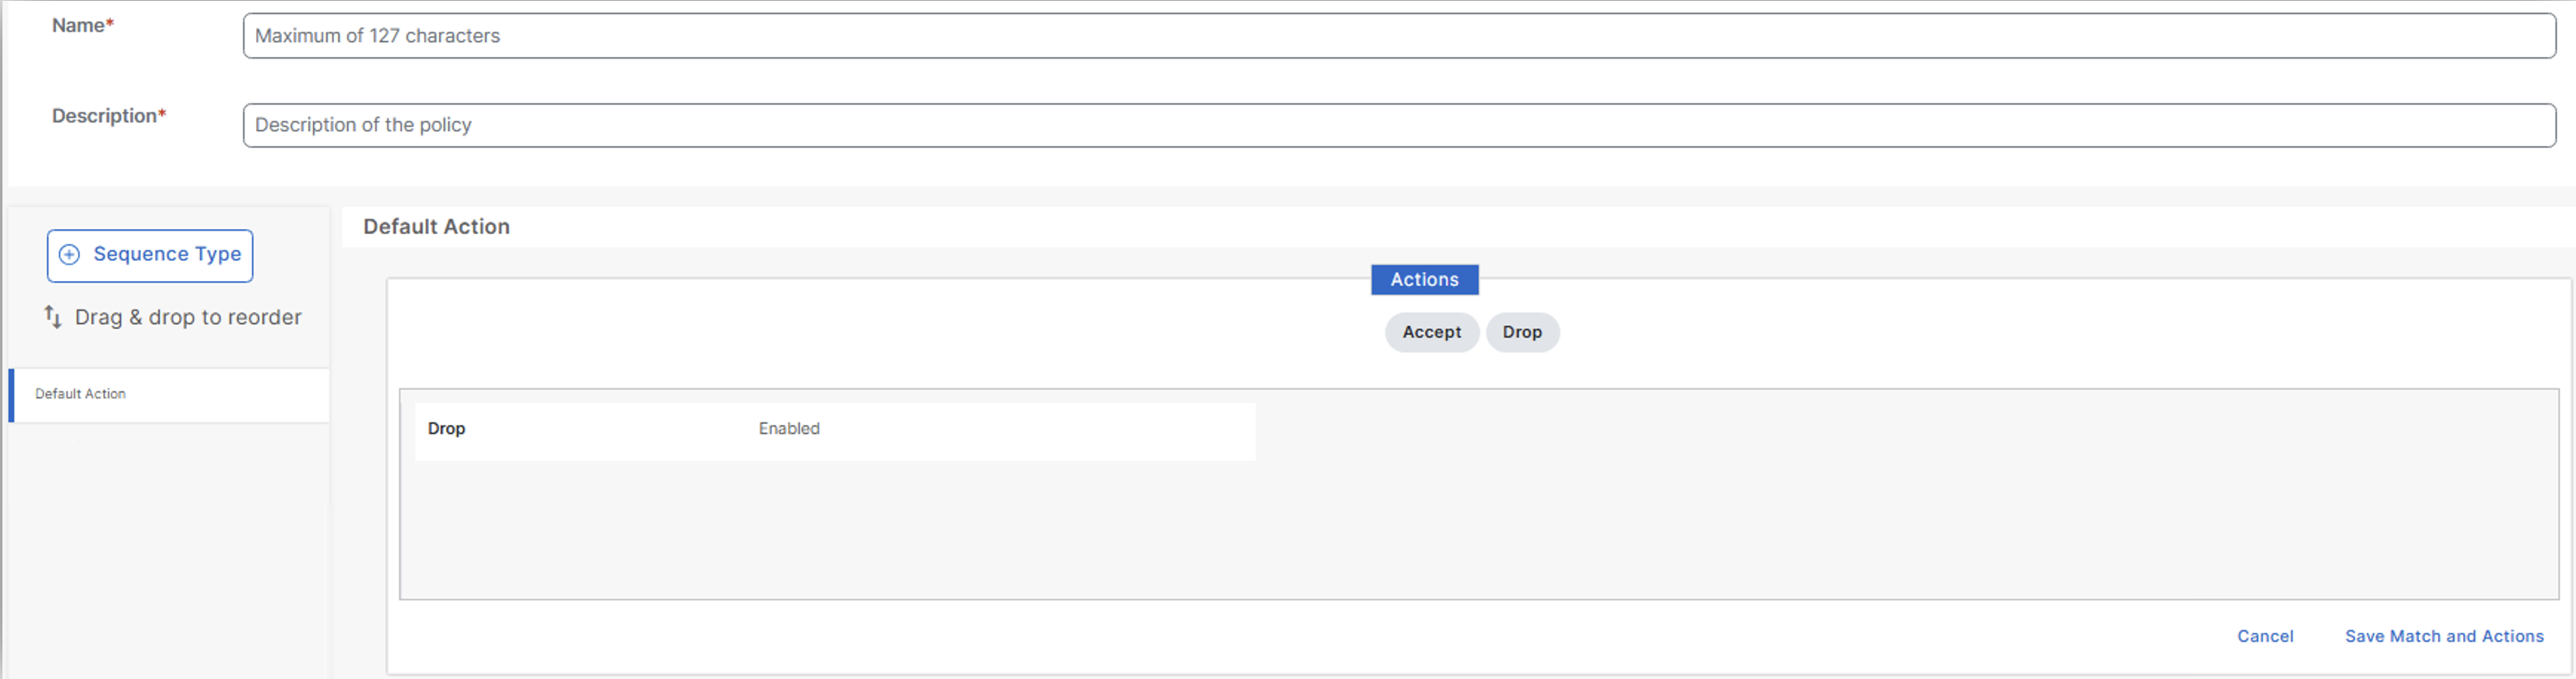 Name*
Maximum of 127 characters
Description*
Description of the policy
Sequence Type
Drag & drop to reorder
Default Action
Default Action
Actions
Accept Drop
Drop Enabled
Cancel Save Match and Actions